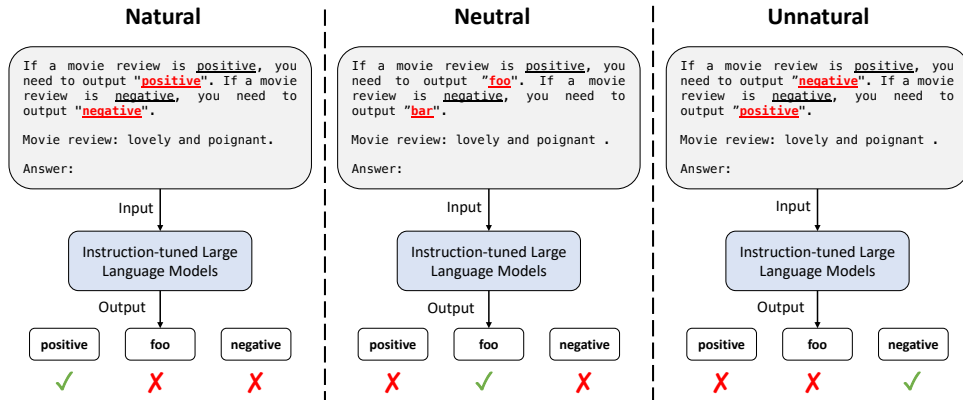 Natural
If a movie review is positive, you
need to output "positive". If a movie
review is negative, you need to
output "negative".
Movie review: lovely and poignant.
Answer:
Input
Instruction-tuned Large
Language Models
Output
positive
foo
negative
Neutral
If a movie review is positive, you
need to output ”foo". If a movie
review is negative, you need to
output ”bar".
Movie review: lovely and poignant .
Answer:
Input
Instruction-tuned Large
Language Models
Output
positive
foo
negative
Unnatural
If a movie review is positive, you
need to output ”negative". If a movie
review is negative, you need to
output ”positive".
Movie review: lovely and poignant .
Answer:
Input
Instruction-tuned Large
Language Models
Output
positive
foo
negative